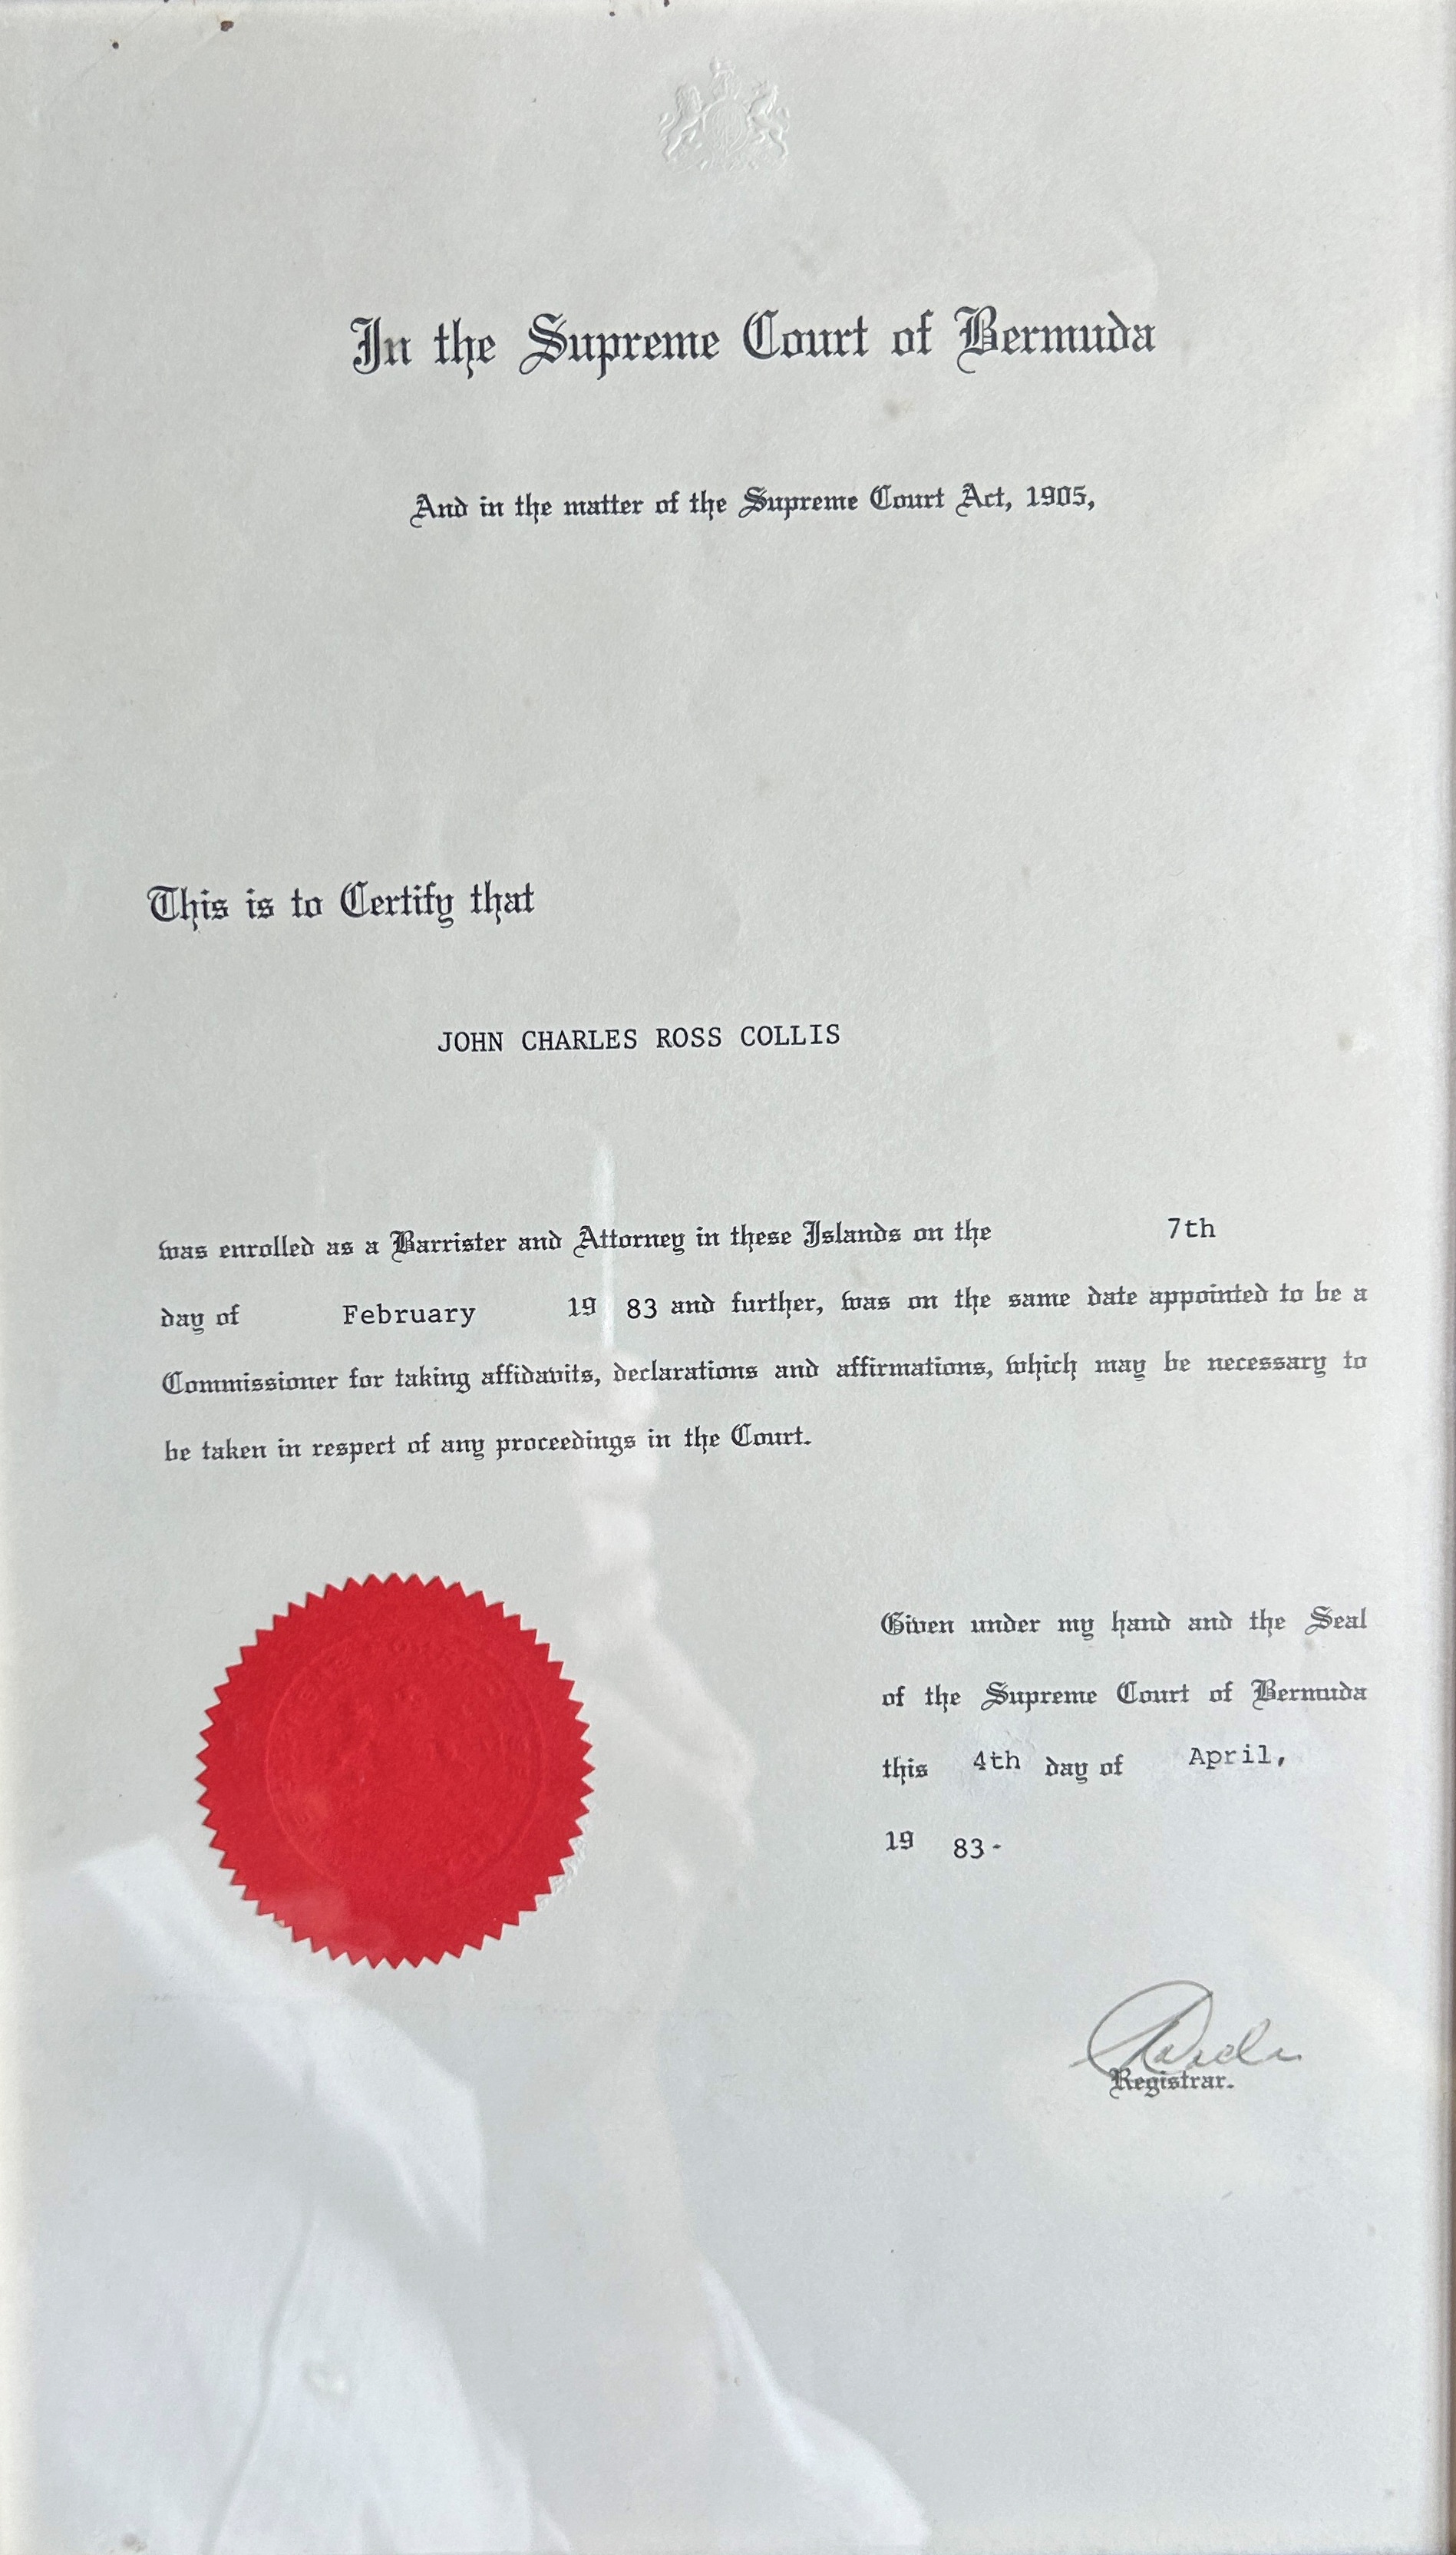 In the Supreme Court of Bermuda
And in the matter of the Supreme Court Act, 1905,
This is to Certify that
JOHN CHARLES ROSS COLLIS
was enrolled as a Barrister and Attorney in these Islands on the 7th
day of February 19 83 and further, was on the same date appointed to be a
Commissioner for taking affidavits, declarations and affirmations, which may be necessary to
be taken in respect of any proceedings in the Court.
Given under my hand and the Seal
of the Supreme Court of Bermuda
this 4th day of April,
19 83-
Registrar.